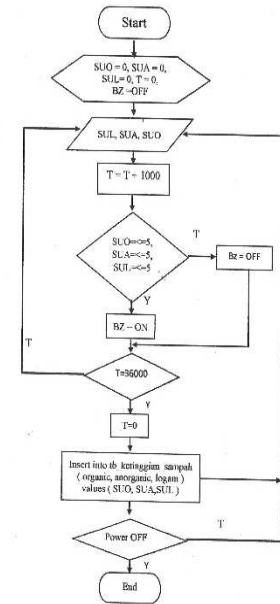 Start
SUO = 0, SUA = 0,
SUL= 0, T = 0,
BZ =OFF
SUL, SUA, SUO
T = T + 1000
SUO=<=5,
SUA=<=5,
SUL=<=5
T
Bz = OFF
Y
BZ = ON
T
T=36000
Y
T=0
Insert into tb_ketinggian sampah
( organic, anorganic, logam )
values ( SUO, SUA,SUL )
T
Power OFF
Y
End